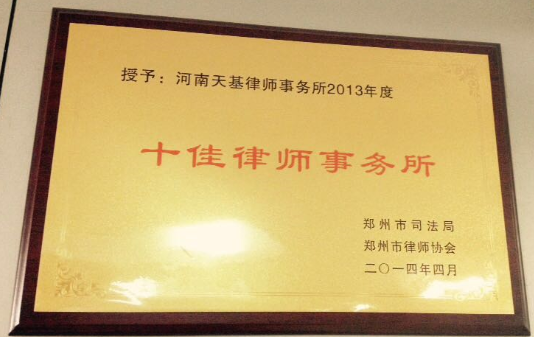 授予：河南天基律师事务所2013年度
十佳律师事务所
郑州市司法局
郑州市律师协会
二〇一四年四月